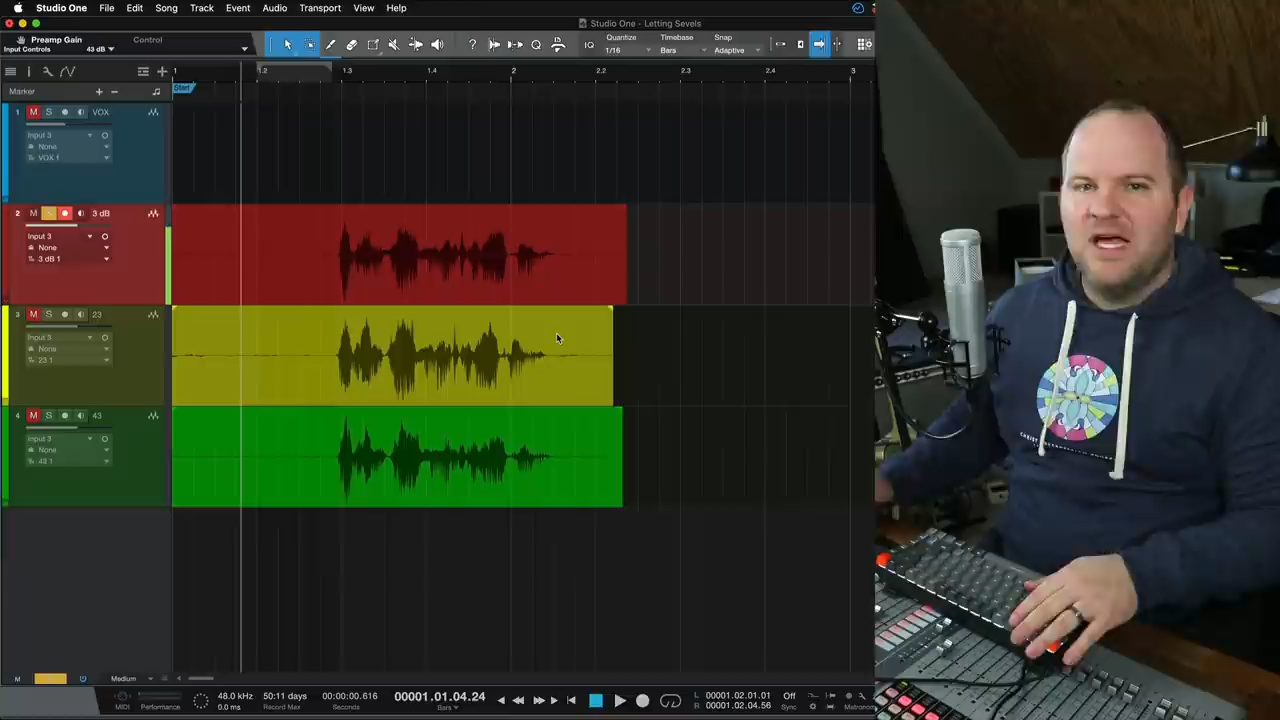 Studio One File Edit Song Track Event Audio Transport View Help
Studio One - Letting Sevels
Preamp Gain Control
Input Controls 43 dB
Quantize Timebase Snap
IQ 1/16 Bars Adaptive
1 1.2 1.3 1.4 2 2.2 2.3 2.4 3
Marker
Start
1 M S VOX
Input 3
None
VOX 1
2 M S 3 dB
Input 3
None
3 dB 1
3 M S 23
Input 3
None
23 1
4 M S 43
Input 3
None
43 1
M Medium
MIDI Performance
48.0 kHz 50:11 days 00:00:00.616 00001.01.04.24
0.0 ms Record Max Seconds Bars
L 00001.02.01.01 Off
R 00001.02.04.56 Sync Metronom